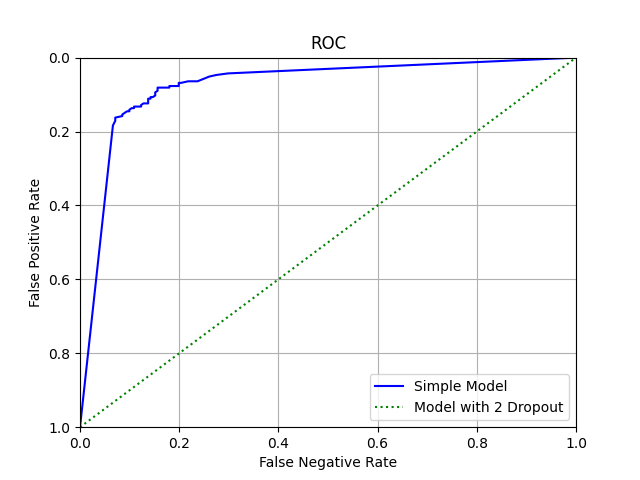 ROC
0.0
0.2
0.4
0.6
0.8
1.0
False Positive Rate
Simple Model
Model with 2 Dropout
0.0 0.2 0.4 0.6 0.8 1.0
False Negative Rate